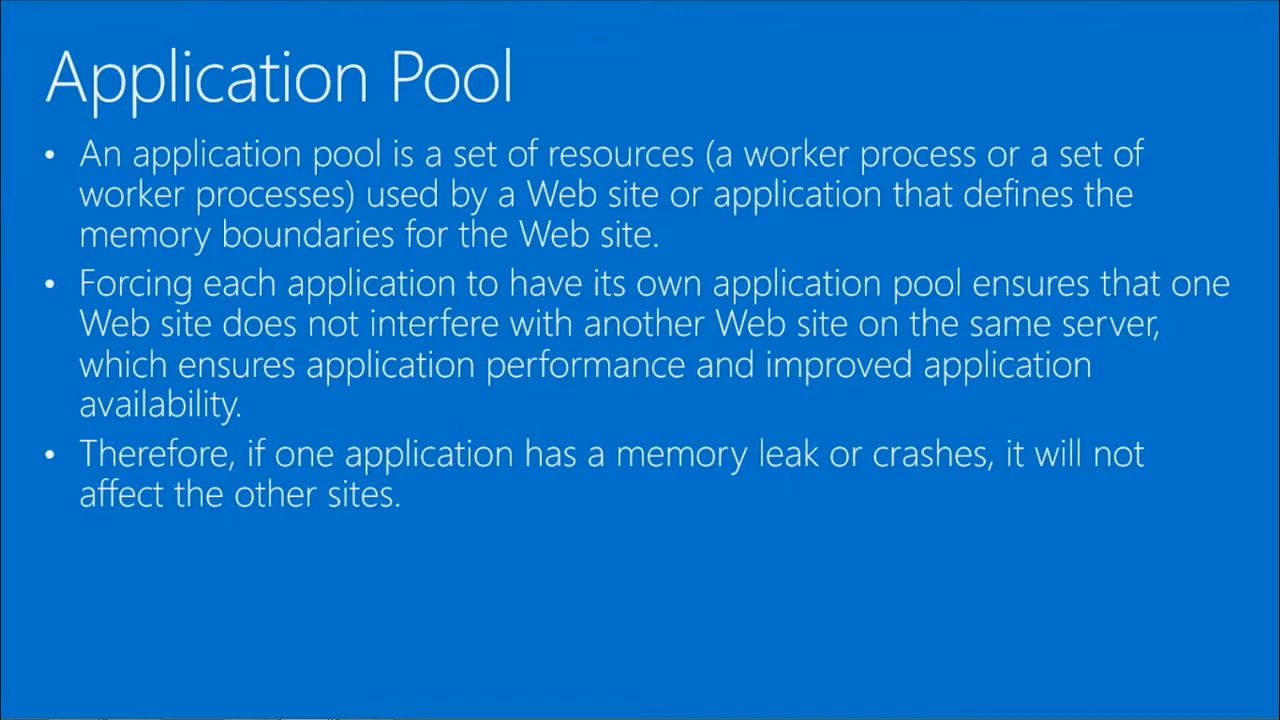 Application Pool
• An application pool is a set of resources (a worker process or a set of
worker processes) used by a Web site or application that defines the
memory boundaries for the Web site.
• Forcing each application to have its own application pool ensures that one
Web site does not interfere with another Web site on the same server,
which ensures application performance and improved application
availability.
• Therefore, if one application has a memory leak or crashes, it will not
affect the other sites.